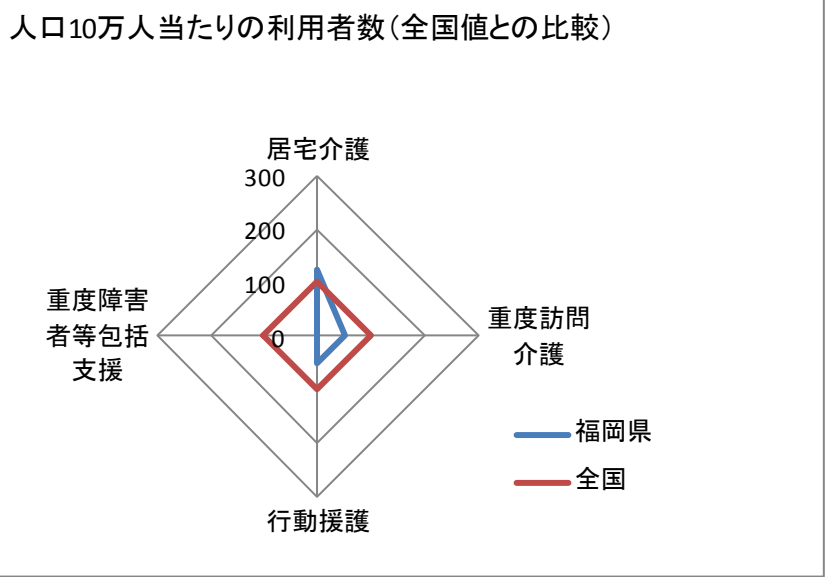 人口10万人当たりの利用者数（全国値との比較）
居宅介護
300
200
100
0
重度障害
者等包括
支援
重度訪問
介護
福岡県
全国
行動援護